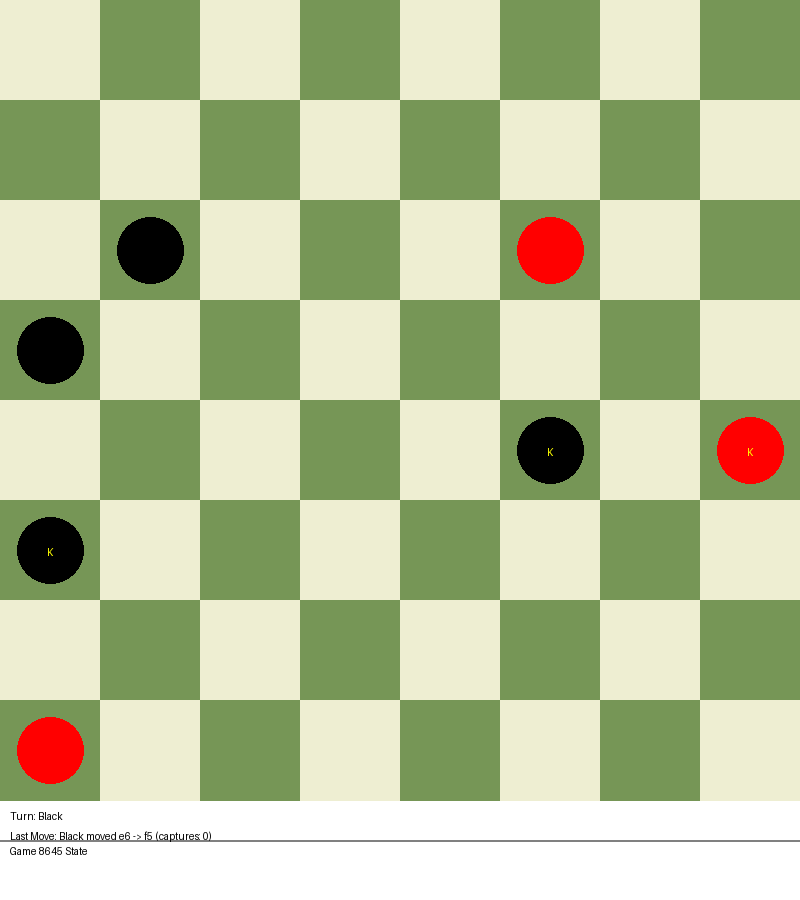 K
K
K
Turn: Black
Last Move: Black moved e6 -> f5 (captures: 0)
Game 8645 State